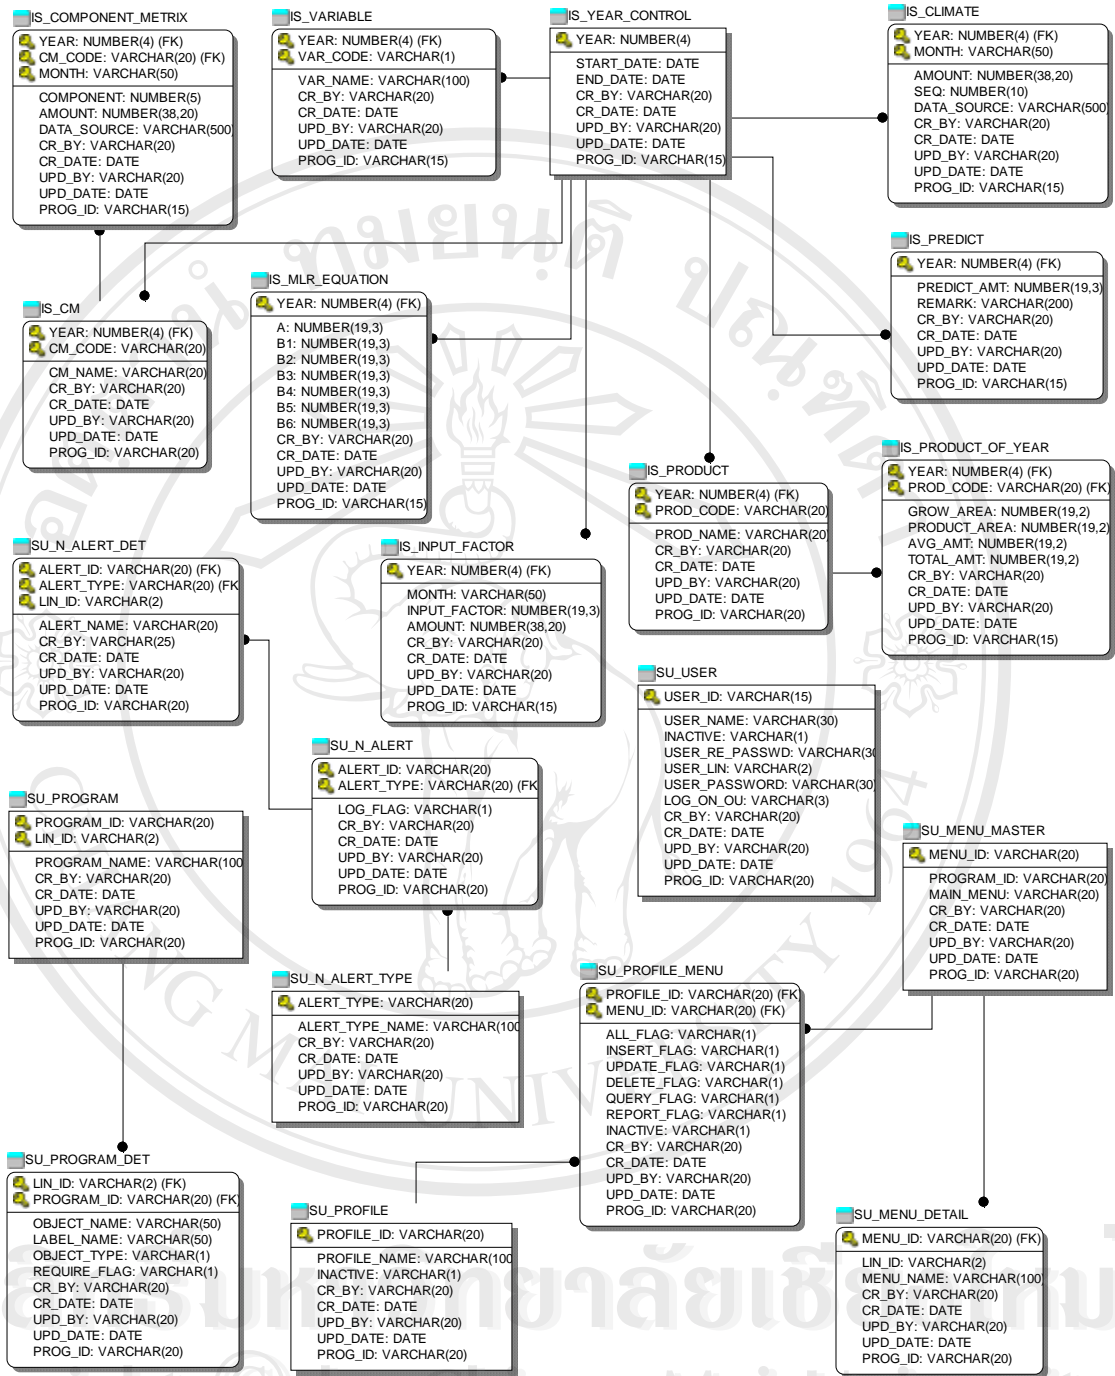 IS_COMPONENT_METRIX
YEAR: NUMBER(4) (FK)
CM_CODE: VARCHAR(20) (FK)
MONTH: VARCHAR(50)
COMPONENT: NUMBER(5)
AMOUNT: NUMBER(38,20)
DATA_SOURCE: VARCHAR(500)
CR_BY: VARCHAR(20)
CR_DATE: DATE
UPD_BY: VARCHAR(20)
UPD_DATE: DATE
PROG_ID: VARCHAR(15)
IS_VARIABLE
YEAR: NUMBER(4) (FK)
VAR_CODE: VARCHAR(1)
VAR_NAME: VARCHAR(100)
CR_BY: VARCHAR(20)
CR_DATE: DATE
UPD_BY: VARCHAR(20)
UPD_DATE: DATE
PROG_ID: VARCHAR(15)
IS_YEAR_CONTROL
YEAR: NUMBER(4)
START_DATE: DATE
END_DATE: DATE
CR_BY: VARCHAR(20)
CR_DATE: DATE
UPD_BY: VARCHAR(20)
UPD_DATE: DATE
PROG_ID: VARCHAR(15)
IS_CLIMATE
YEAR: NUMBER(4) (FK)
MONTH: VARCHAR(50)
AMOUNT: NUMBER(38,20)
SEQ: NUMBER(10)
DATA_SOURCE: VARCHAR(500)
CR_BY: VARCHAR(20)
CR_DATE: DATE
UPD_BY: VARCHAR(20)
UPD_DATE: DATE
PROG_ID: VARCHAR(15)
IS_PREDICT
YEAR: NUMBER(4) (FK)
PREDICT_AMT: NUMBER(19,3)
REMARK: VARCHAR(200)
CR_BY: VARCHAR(20)
CR_DATE: DATE
UPD_BY: VARCHAR(20)
UPD_DATE: DATE
PROG_ID: VARCHAR(15)
IS_CM
YEAR: NUMBER(4) (FK)
CM_CODE: VARCHAR(20)
CM_NAME: VARCHAR(20)
CR_BY: VARCHAR(20)
CR_DATE: DATE
UPD_BY: VARCHAR(20)
UPD_DATE: DATE
PROG_ID: VARCHAR(20)
IS_MLR_EQUATION
YEAR: NUMBER(4) (FK)
A: NUMBER(19,3)
B1: NUMBER(19,3)
B2: NUMBER(19,3)
B3: NUMBER(19,3)
B4: NUMBER(19,3)
B5: NUMBER(19,3)
B6: NUMBER(19,3)
CR_BY: VARCHAR(20)
CR_DATE: DATE
UPD_BY: VARCHAR(20)
UPD_DATE: DATE
PROG_ID: VARCHAR(15)
IS_PRODUCT
YEAR: NUMBER(4) (FK)
PROD_CODE: VARCHAR(20)
PROD_NAME: VARCHAR(20)
CR_BY: VARCHAR(20)
CR_DATE: DATE
UPD_BY: VARCHAR(20)
UPD_DATE: DATE
PROG_ID: VARCHAR(20)
IS_PRODUCT_OF_YEAR
YEAR: NUMBER(4) (FK)
PROD_CODE: VARCHAR(20) (FK)
GROW_AREA: NUMBER(19,2)
PRODUCT_AREA: NUMBER(19,2)
AVG_AMT: NUMBER(19,2)
TOTAL_AMT: NUMBER(19,2)
CR_BY: VARCHAR(20)
CR_DATE: DATE
UPD_BY: VARCHAR(20)
UPD_DATE: DATE
PROG_ID: VARCHAR(15)
SU_N_ALERT_DET
ALERT_ID: VARCHAR(20) (FK)
ALERT_TYPE: VARCHAR(20) (FK
LIN_ID: VARCHAR(2)
ALERT_NAME: VARCHAR(20)
CR_BY: VARCHAR(25)
CR_DATE: DATE
UPD_BY: VARCHAR(20)
UPD_DATE: DATE
PROG_ID: VARCHAR(20)
IS_INPUT_FACTOR
YEAR: NUMBER(4) (FK)
MONTH: VARCHAR(50)
INPUT_FACTOR: NUMBER(19,3)
AMOUNT: NUMBER(38,20)
CR_BY: VARCHAR(20)
CR_DATE: DATE
UPD_BY: VARCHAR(20)
UPD_DATE: DATE
PROG_ID: VARCHAR(15)
SU_USER
USER_ID: VARCHAR(15)
USER_NAME: VARCHAR(30)
INACTIVE: VARCHAR(1)
USER_RE_PASSWD: VARCHAR(30
USER_LIN: VARCHAR(2)
USER_PASSWORD: VARCHAR(30)
LOG_ON_OU: VARCHAR(3)
CR_BY: VARCHAR(20)
CR_DATE: DATE
UPD_BY: VARCHAR(20)
UPD_DATE: DATE
PROG_ID: VARCHAR(20)
SU_N_ALERT
ALERT_ID: VARCHAR(20)
ALERT_TYPE: VARCHAR(20) (FK
LOG_FLAG: VARCHAR(1)
CR_BY: VARCHAR(20)
CR_DATE: DATE
UPD_BY: VARCHAR(20)
UPD_DATE: DATE
PROG_ID: VARCHAR(20)
SU_PROGRAM
PROGRAM_ID: VARCHAR(20)
LIN_ID: VARCHAR(2)
PROGRAM_NAME: VARCHAR(100
CR_BY: VARCHAR(20)
CR_DATE: DATE
UPD_BY: VARCHAR(20)
UPD_DATE: DATE
PROG_ID: VARCHAR(20)
SU_MENU_MASTER
MENU_ID: VARCHAR(20)
PROGRAM_ID: VARCHAR(20)
MAIN_MENU: VARCHAR(20)
CR_BY: VARCHAR(20)
CR_DATE: DATE
UPD_BY: VARCHAR(20)
UPD_DATE: DATE
PROG_ID: VARCHAR(20)
SU_N_ALERT_TYPE
ALERT_TYPE: VARCHAR(20)
ALERT_TYPE_NAME: VARCHAR(100
CR_BY: VARCHAR(20)
CR_DATE: DATE
UPD_BY: VARCHAR(20)
UPD_DATE: DATE
PROG_ID: VARCHAR(20)
SU_PROFILE_MENU
PROFILE_ID: VARCHAR(20) (FK)
MENU_ID: VARCHAR(20) (FK)
ALL_FLAG: VARCHAR(1)
INSERT_FLAG: VARCHAR(1)
UPDATE_FLAG: VARCHAR(1)
DELETE_FLAG: VARCHAR(1)
QUERY_FLAG: VARCHAR(1)
REPORT_FLAG: VARCHAR(1)
INACTIVE: VARCHAR(1)
CR_BY: VARCHAR(20)
CR_DATE: DATE
UPD_BY: VARCHAR(20)
UPD_DATE: DATE
PROG_ID: VARCHAR(20)
SU_PROGRAM_DET
LIN_ID: VARCHAR(2) (FK)
PROGRAM_ID: VARCHAR(20) (FK)
OBJECT_NAME: VARCHAR(50)
LABEL_NAME: VARCHAR(50)
OBJECT_TYPE: VARCHAR(1)
REQUIRE_FLAG: VARCHAR(1)
CR_BY: VARCHAR(20)
CR_DATE: DATE
UPD_BY: VARCHAR(20)
UPD_DATE: DATE
PROG_ID: VARCHAR(20)
SU_PROFILE
PROFILE_ID: VARCHAR(20)
PROFILE_NAME: VARCHAR(100
INACTIVE: VARCHAR(1)
CR_BY: VARCHAR(20)
CR_DATE: DATE
UPD_BY: VARCHAR(20)
UPD_DATE: DATE
PROG_ID: VARCHAR(20)
SU_MENU_DETAIL
MENU_ID: VARCHAR(20) (FK)
LIN_ID: VARCHAR(2)
MENU_NAME: VARCHAR(100)
CR_BY: VARCHAR(20)
CR_DATE: DATE
UPD_BY: VARCHAR(20)
UPD_DATE: DATE
PROG_ID: VARCHAR(20)